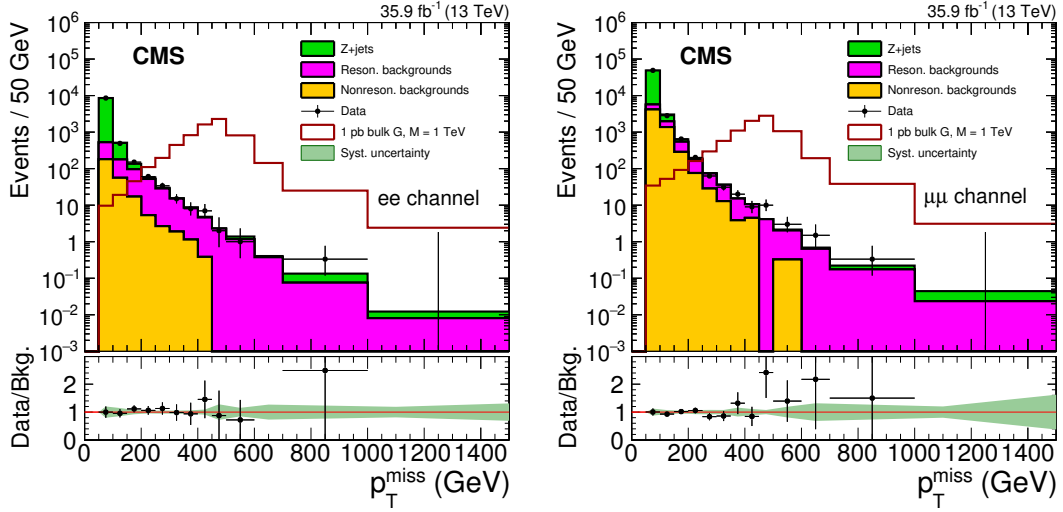 35.9 fb⁻¹ (13 TeV)
CMS
Z+jets
Reson. backgrounds
Nonreson. backgrounds
Data
1 pb bulk G, M = 1 TeV
Syst. uncertainty
ee channel
Events / 50 GeV
10⁶
10⁵
10⁴
10³
10²
10
1
10⁻¹
10⁻²
10⁻³
Data/Bkg.
2
1
0
0 200 400 600 800 1000 1200 1400
p_T^miss (GeV)
35.9 fb⁻¹ (13 TeV)
CMS
Z+jets
Reson. backgrounds
Nonreson. backgrounds
Data
1 pb bulk G, M = 1 TeV
Syst. uncertainty
μμ channel
Events / 50 GeV
10⁶
10⁵
10⁴
10³
10²
10
1
10⁻¹
10⁻²
10⁻³
Data/Bkg.
2
1
0
0 200 400 600 800 1000 1200 1400
p_T^miss (GeV)